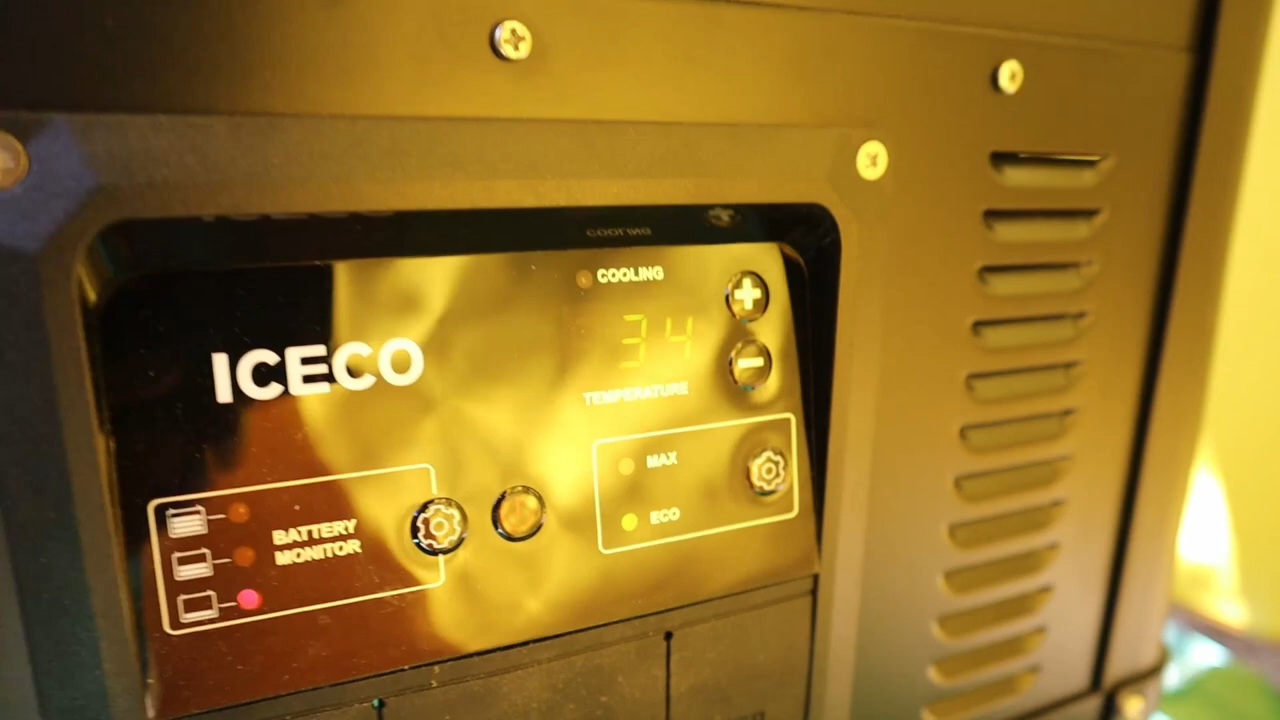 COOLING
ICECO
34
TEMPERATURE
MAX
ECO
BATTERY
MONITOR